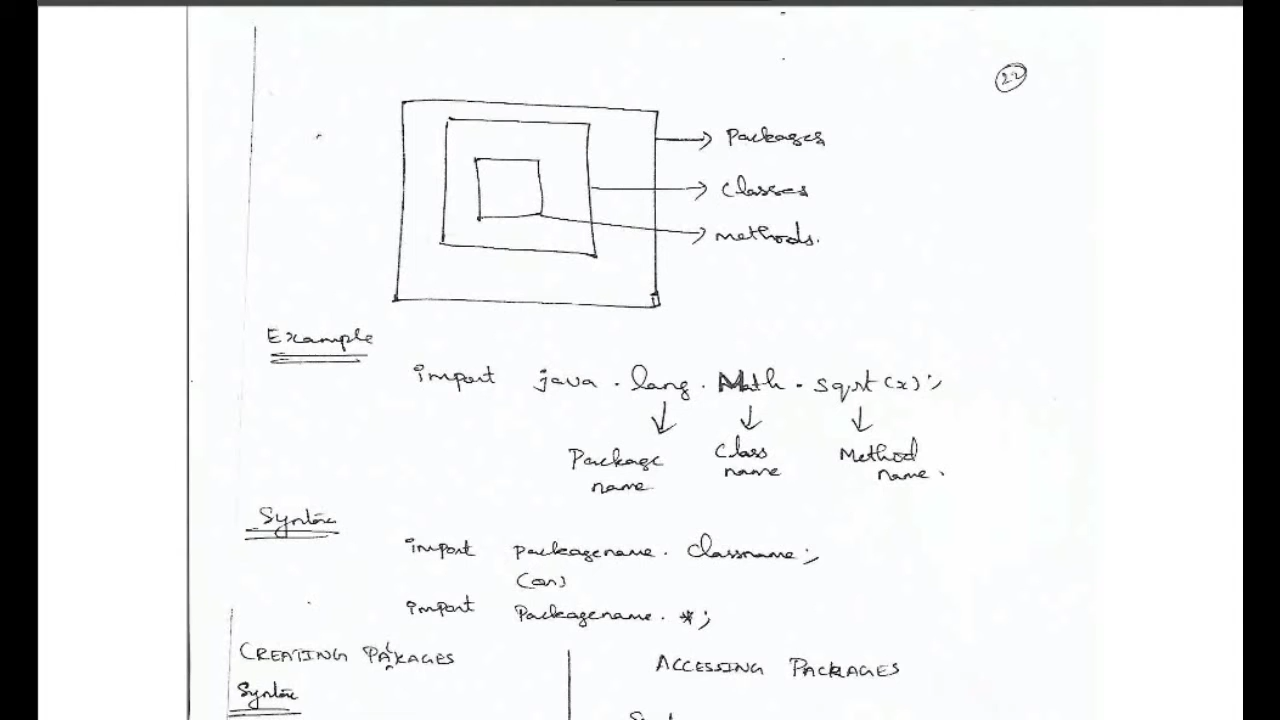 22
Packages
Classes
methods.
Example
import java . lang . Math . sqrt (x) ;
Package name
Class name
Method name.
Syntax
import packagename . classname ;
(or)
import Packagename . * ;
CREATING PACKAGES
ACCESSING PACKAGES
Syntax